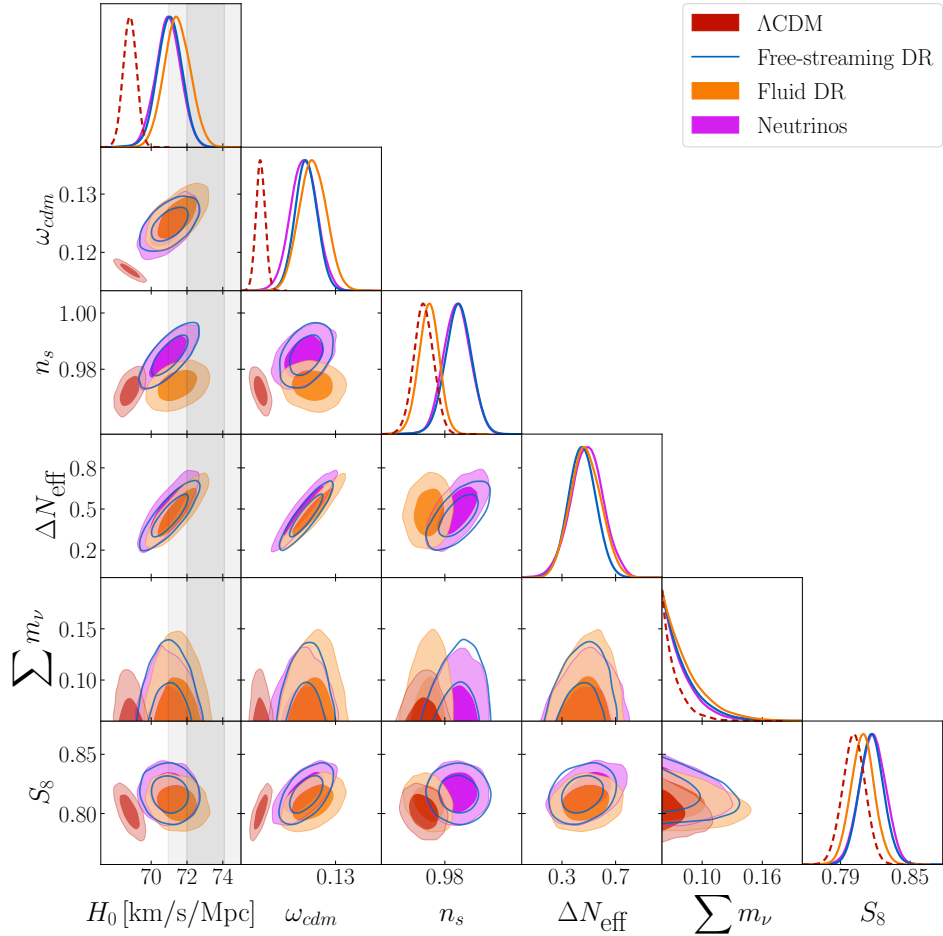 ΛCDM
Free-streaming DR
Fluid DR
Neutrinos
0.13
0.12
ω_cdm
1.00
0.98
n_s
0.8
0.5
0.2
ΔN_eff
0.15
0.10
∑ m_ν
0.85
0.80
S_8
70 72 74
0.13
0.98
0.3 0.7
0.10 0.16
0.79 0.85
H_0 [km/s/Mpc] ω_cdm n_s ΔN_eff ∑ m_ν S_8